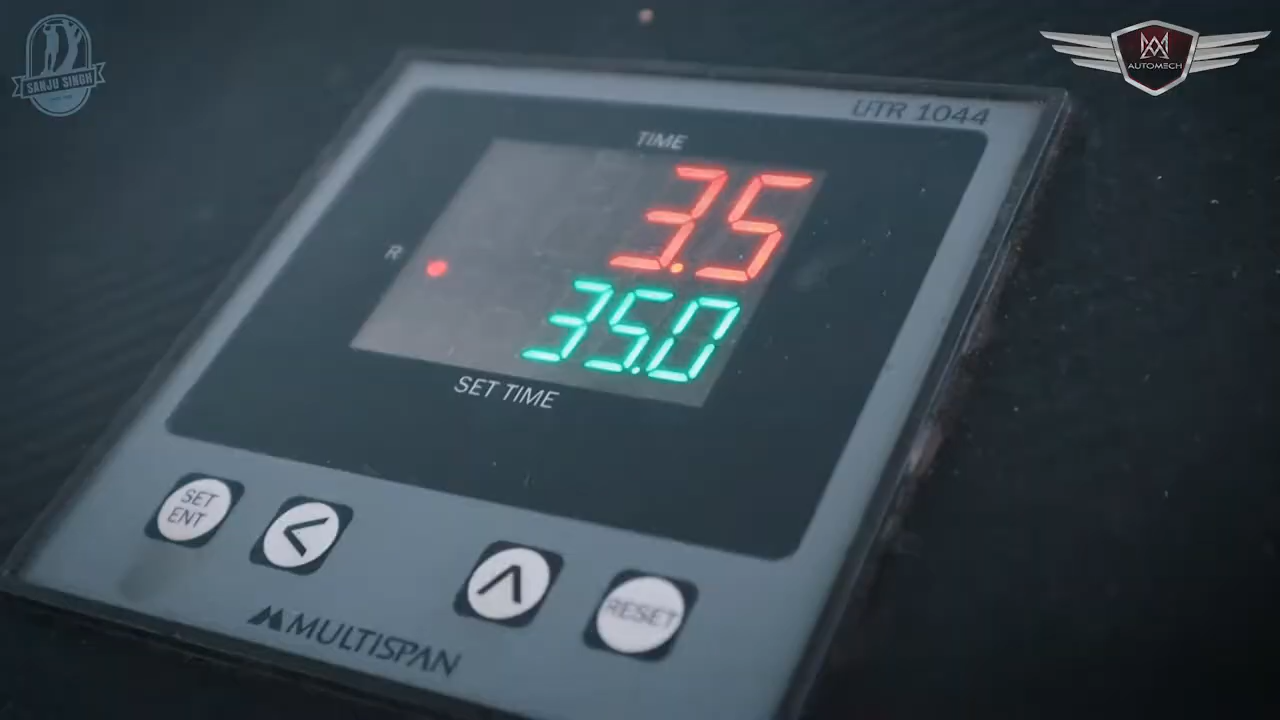 SANJU SINGH
AUTOMECH
UTR 1044
TIME
3.5
R
35.0
SET TIME
SET
ENT
RESET
MULTISPAN